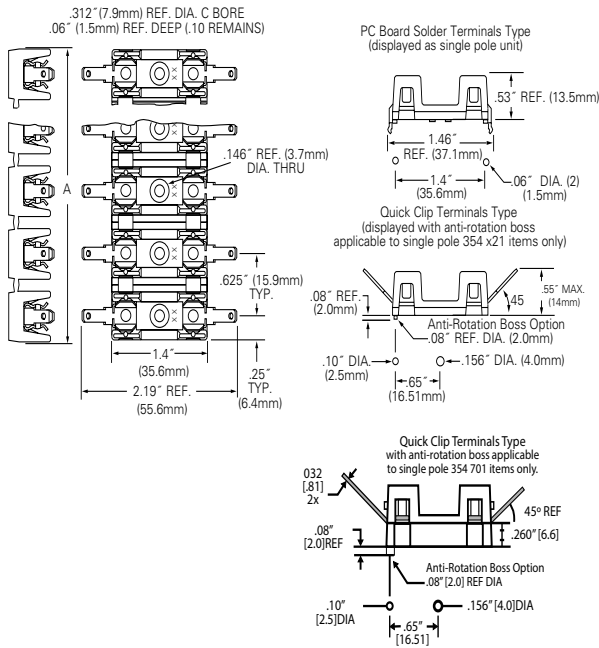 .312″(7.9mm) REF. DIA. C BORE
.06″ (1.5mm) REF. DEEP (.10 REMAINS)
A
.146″ REF. (3.7mm)
DIA. THRU
.625″ (15.9mm)
TYP.
1.4″
(35.6mm)
2.19″ REF.
(55.6mm)
.25″
TYP.
(6.4mm)
PC Board Solder Terminals Type
(displayed as single pole unit)
.53″ REF. (13.5mm)
1.46″
REF. (37.1mm)
1.4″
(35.6mm)
.06″ DIA. (2)
(1.5mm)
Quick Clip Terminals Type
(displayed with anti-rotation boss
applicable to single pole 354 x21 items only)
.08″ REF.
(2.0mm)
.55″ MAX.
(14mm)
45
Anti-Rotation Boss Option
.08″ REF. DIA. (2.0mm)
.10″ DIA.
(2.5mm)
.156″ DIA. (4.0mm)
.65″
(16.51mm)
Quick Clip Terminals Type
with anti-rotation boss applicable
to single pole 354 701 items only.
032
[.81]
2x
45º REF
.08″
[2.0]REF
.260″[6.6]
Anti-Rotation Boss Option
.08″[2.0] REF DIA
.10″
[2.5]DIA
.156″[4.0]DIA
.65″
[16.51]